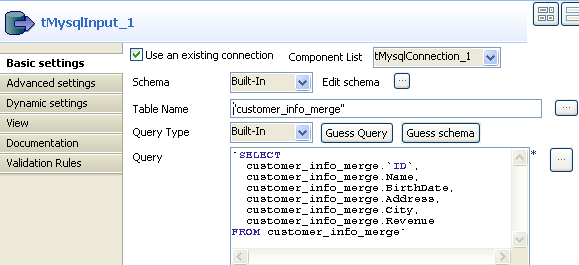 tMysqlInput_1
Basic settings
Advanced settings
Dynamic settings
View
Documentation
Validation Rules
Use an existing connection Component List tMysqlConnection_1
Schema Built-In Edit schema ...
Table Name "customer_info_merge" ...
Query Type Built-In Guess Query Guess schema
Query "SELECT * ...
customer_info_merge.`ID`,
customer_info_merge.Name,
customer_info_merge.BirthDate,
customer_info_merge.Address,
customer_info_merge.City,
customer_info_merge.Revenue
FROM customer_info_merge"